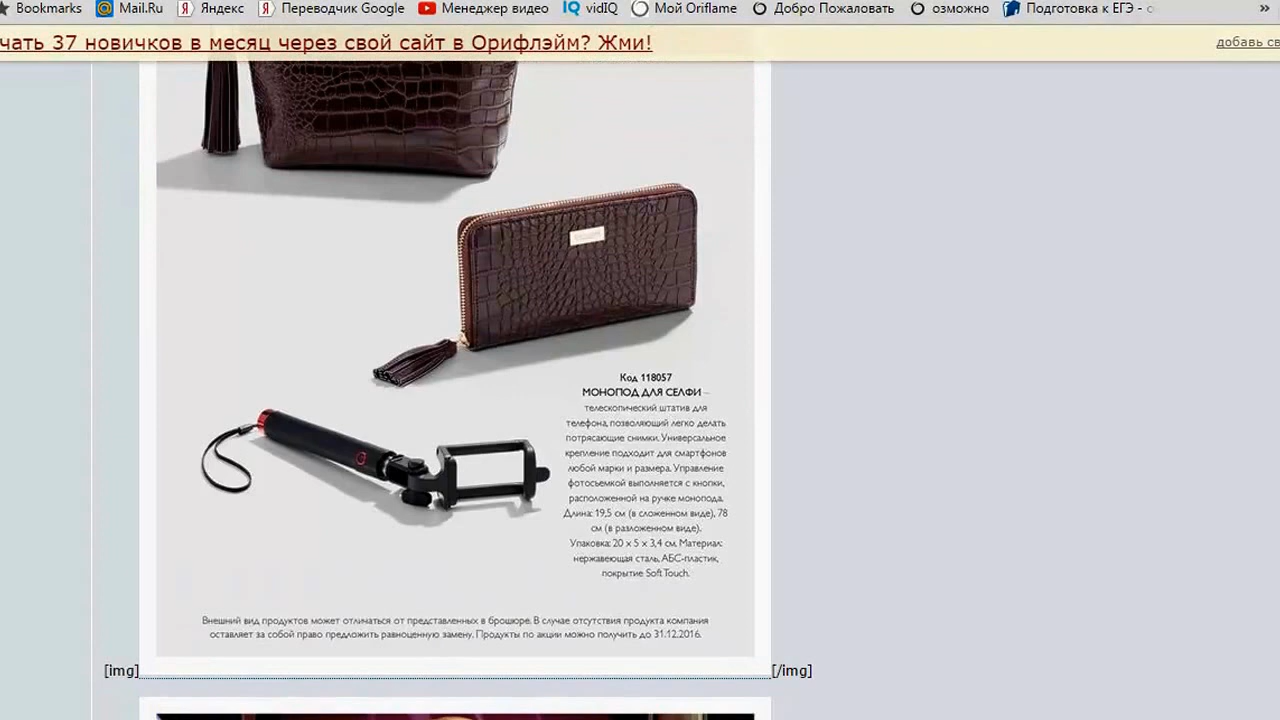 Bookmarks Mail.Ru Яндекс Переводчик Google Менеджер виде vidIQ Мой Oriflame Добро Пожаловать озможно Подготовка к ЕГЭ -
чать 37 новичков в месяц через свой сайт в Орифлэйм? Жми!
добавь св
Код 118057
МОНОПОД ДЛЯ СЕЛФИ –
телескопический штатив для
телефона, позволяющий легко делать
потрясающие снимки. Универсальное
крепление подходит для смартфонов
любой марки и размера. Управление
фотосъемкой выполняется с кнопки,
расположенной на ручке монопода.
Длина: 19,5 см (в сложенном виде), 78
см (в разложенном виде).
Упаковка: 20 x 5 x 3,4 см. Материал:
нержавеющая сталь, АБС-пластик,
покрытие Soft Touch.
Внешний вид продуктов может отличаться от представленных в брошюре. В случае отсутствия продукта компания
оставляет за собой право предложить равноценную замену. Продукты по акции можно получить до 31.12.2016.
[img] [/img]